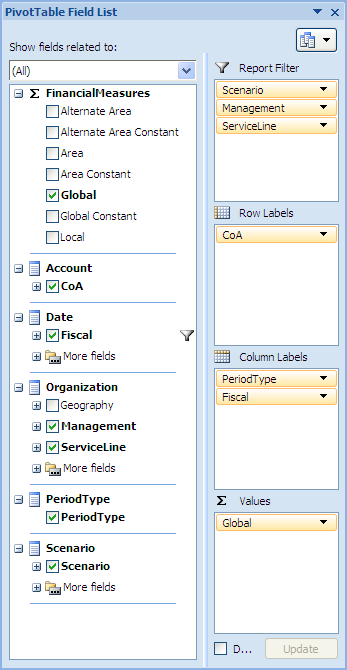 PivotTable Field List
Show fields related to:
(All)
Σ FinancialMeasures
Alternate Area
Alternate Area Constant
Area
Area Constant
Global
Global Constant
Local
Account
CoA
Date
Fiscal
More fields
Organization
Geography
Management
ServiceLine
More fields
PeriodType
PeriodType
Scenario
Scenario
More fields
Report Filter
Scenario
Management
ServiceLine
Row Labels
CoA
Column Labels
PeriodType
Fiscal
Σ Values
Global
D...
Update